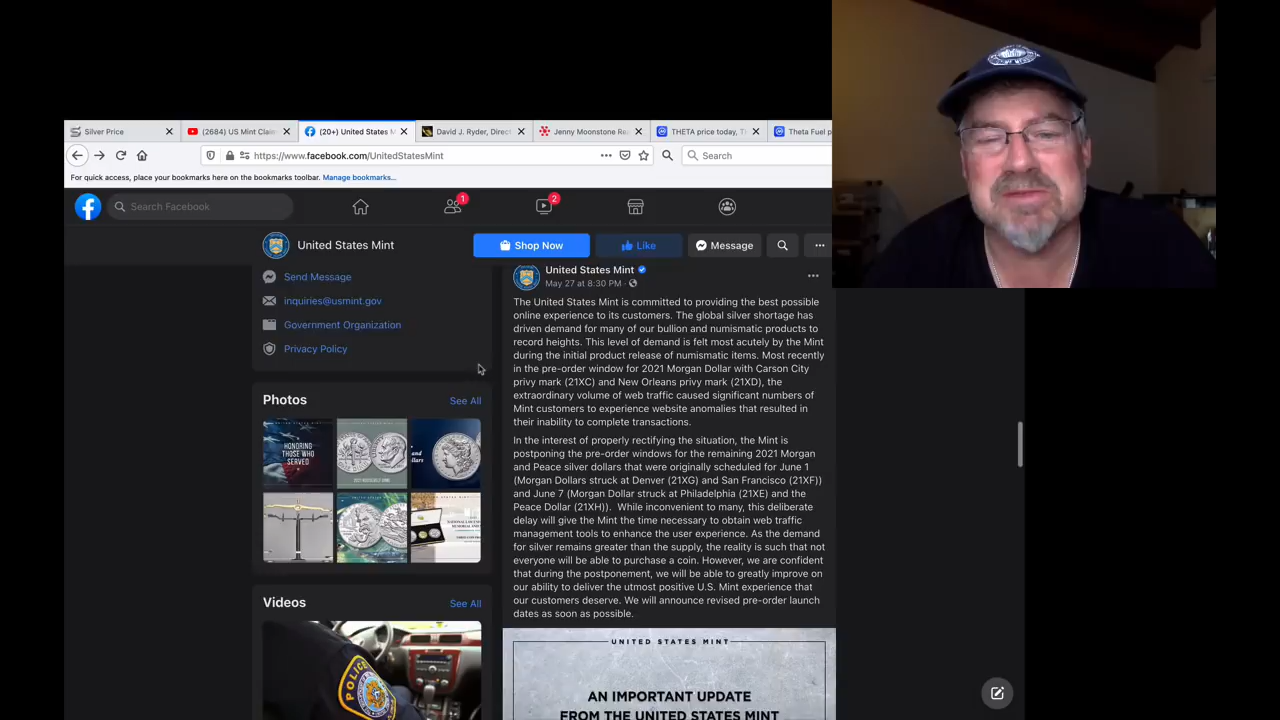 Silver Price
(2684) US Mint Clai
(20+) United States M
David J. Ryder, Direct
Jenny Moonstone Re
THETA price today, T
Theta Fuel p
https://www.facebook.com/UnitedStatesMint
Search
For quick access, place your bookmarks here on the bookmarks toolbar. Manage bookmarks...
Search Facebook
1
2
United States Mint
Shop Now
Like
Message
Send Message
inquiries@usmint.gov
Government Organization
Privacy Policy
Photos
See All
HONORING
THOSE WHO
SERVED
Videos
See All
POLICE
United States Mint
May 27 at 8:30 PM
The United States Mint is committed to providing the best possible
online experience to its customers. The global silver shortage has
driven demand for many of our bullion and numismatic products to
record heights. This level of demand is felt most acutely by the Mint
during the initial product release of numismatic items. Most recently
in the pre-order window for 2021 Morgan Dollar with Carson City
privy mark (21XC) and New Orleans privy mark (21XD), the
extraordinary volume of web traffic caused significant numbers of
Mint customers to experience website anomalies that resulted in
their inability to complete transactions.
In the interest of properly rectifying the situation, the Mint is
postponing the pre-order windows for the remaining 2021 Morgan
and Peace silver dollars that were originally scheduled for June 1
(Morgan Dollars struck at Denver (21XG) and San Francisco (21XF))
and June 7 (Morgan Dollar struck at Philadelphia (21XE) and the
Peace Dollar (21XH)). While inconvenient to many, this deliberate
delay will give the Mint the time necessary to obtain web traffic
management tools to enhance the user experience. As the demand
for silver remains greater than the supply, the reality is such that not
everyone will be able to purchase a coin. However, we are confident
that during the postponement, we will be able to greatly improve on
our ability to deliver the utmost positive U.S. Mint experience that
our customers deserve. We will announce revised pre-order launch
dates as soon as possible.
UNITED STATES MINT
AN IMPORTANT UPDATE
FROM THE UNITED STATES MINT